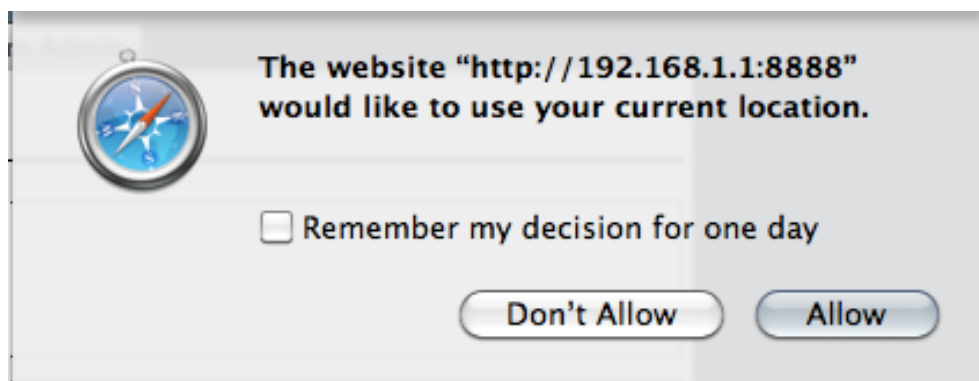 The website “http://192.168.1.1:8888”
would like to use your current location.
Remember my decision for one day
Don't Allow
Allow